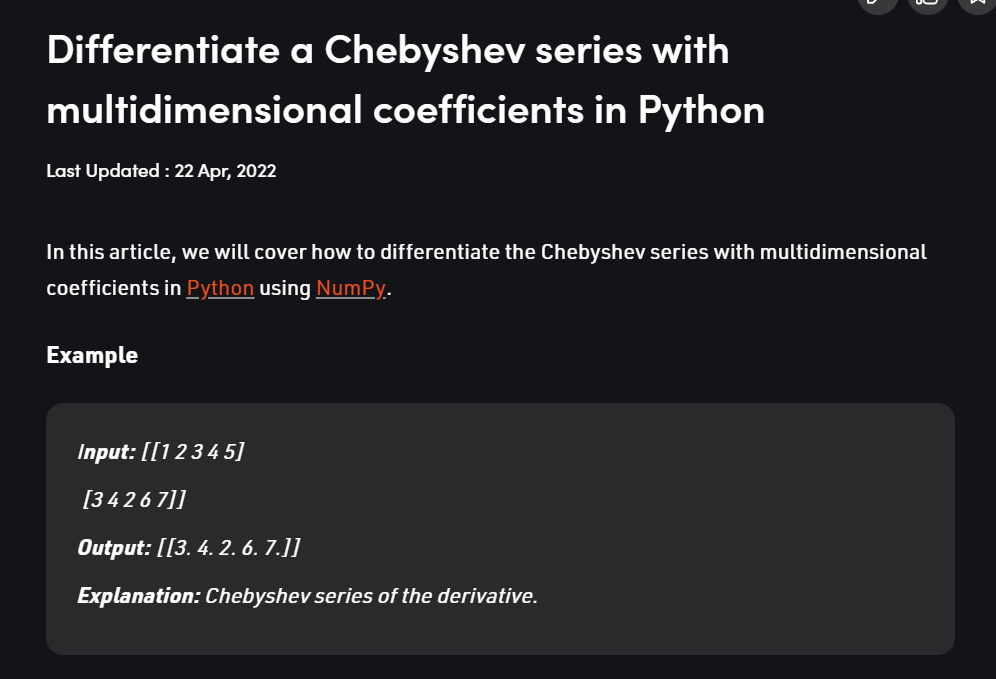 Differentiate a Chebyshev series with
multidimensional coefficients in Python
Last Updated : 22 Apr, 2022
In this article, we will cover how to differentiate the Chebyshev series with multidimensional
coefficients in Python using NumPy.
Example
Input: [[1 2 3 4 5]
[3 4 2 6 7]]
Output: [[3. 4. 2. 6. 7.]]
Explanation: Chebyshev series of the derivative.